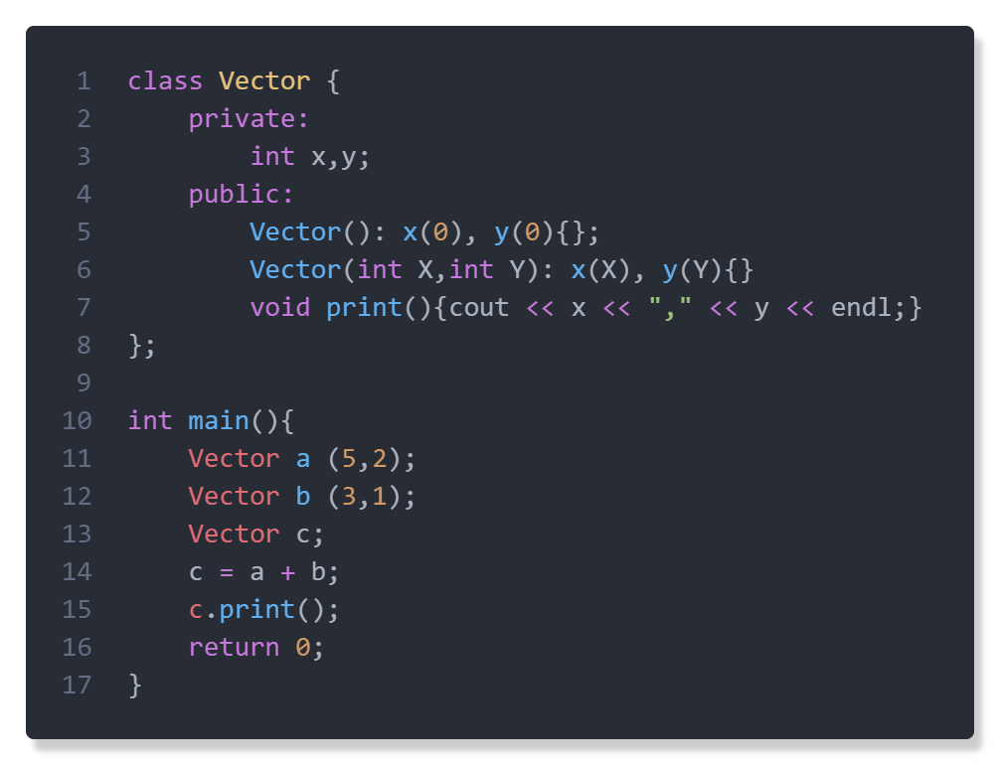 1 class Vector {
2     private:
3         int x,y;
4     public:
5         Vector(): x(0), y(0){};
6         Vector(int X,int Y): x(X), y(Y){}
7         void print(){cout << x << "," << y << endl;}
8 };
9
10 int main(){
11     Vector a (5,2);
12     Vector b (3,1);
13     Vector c;
14     c = a + b;
15     c.print();
16     return 0;
17 }